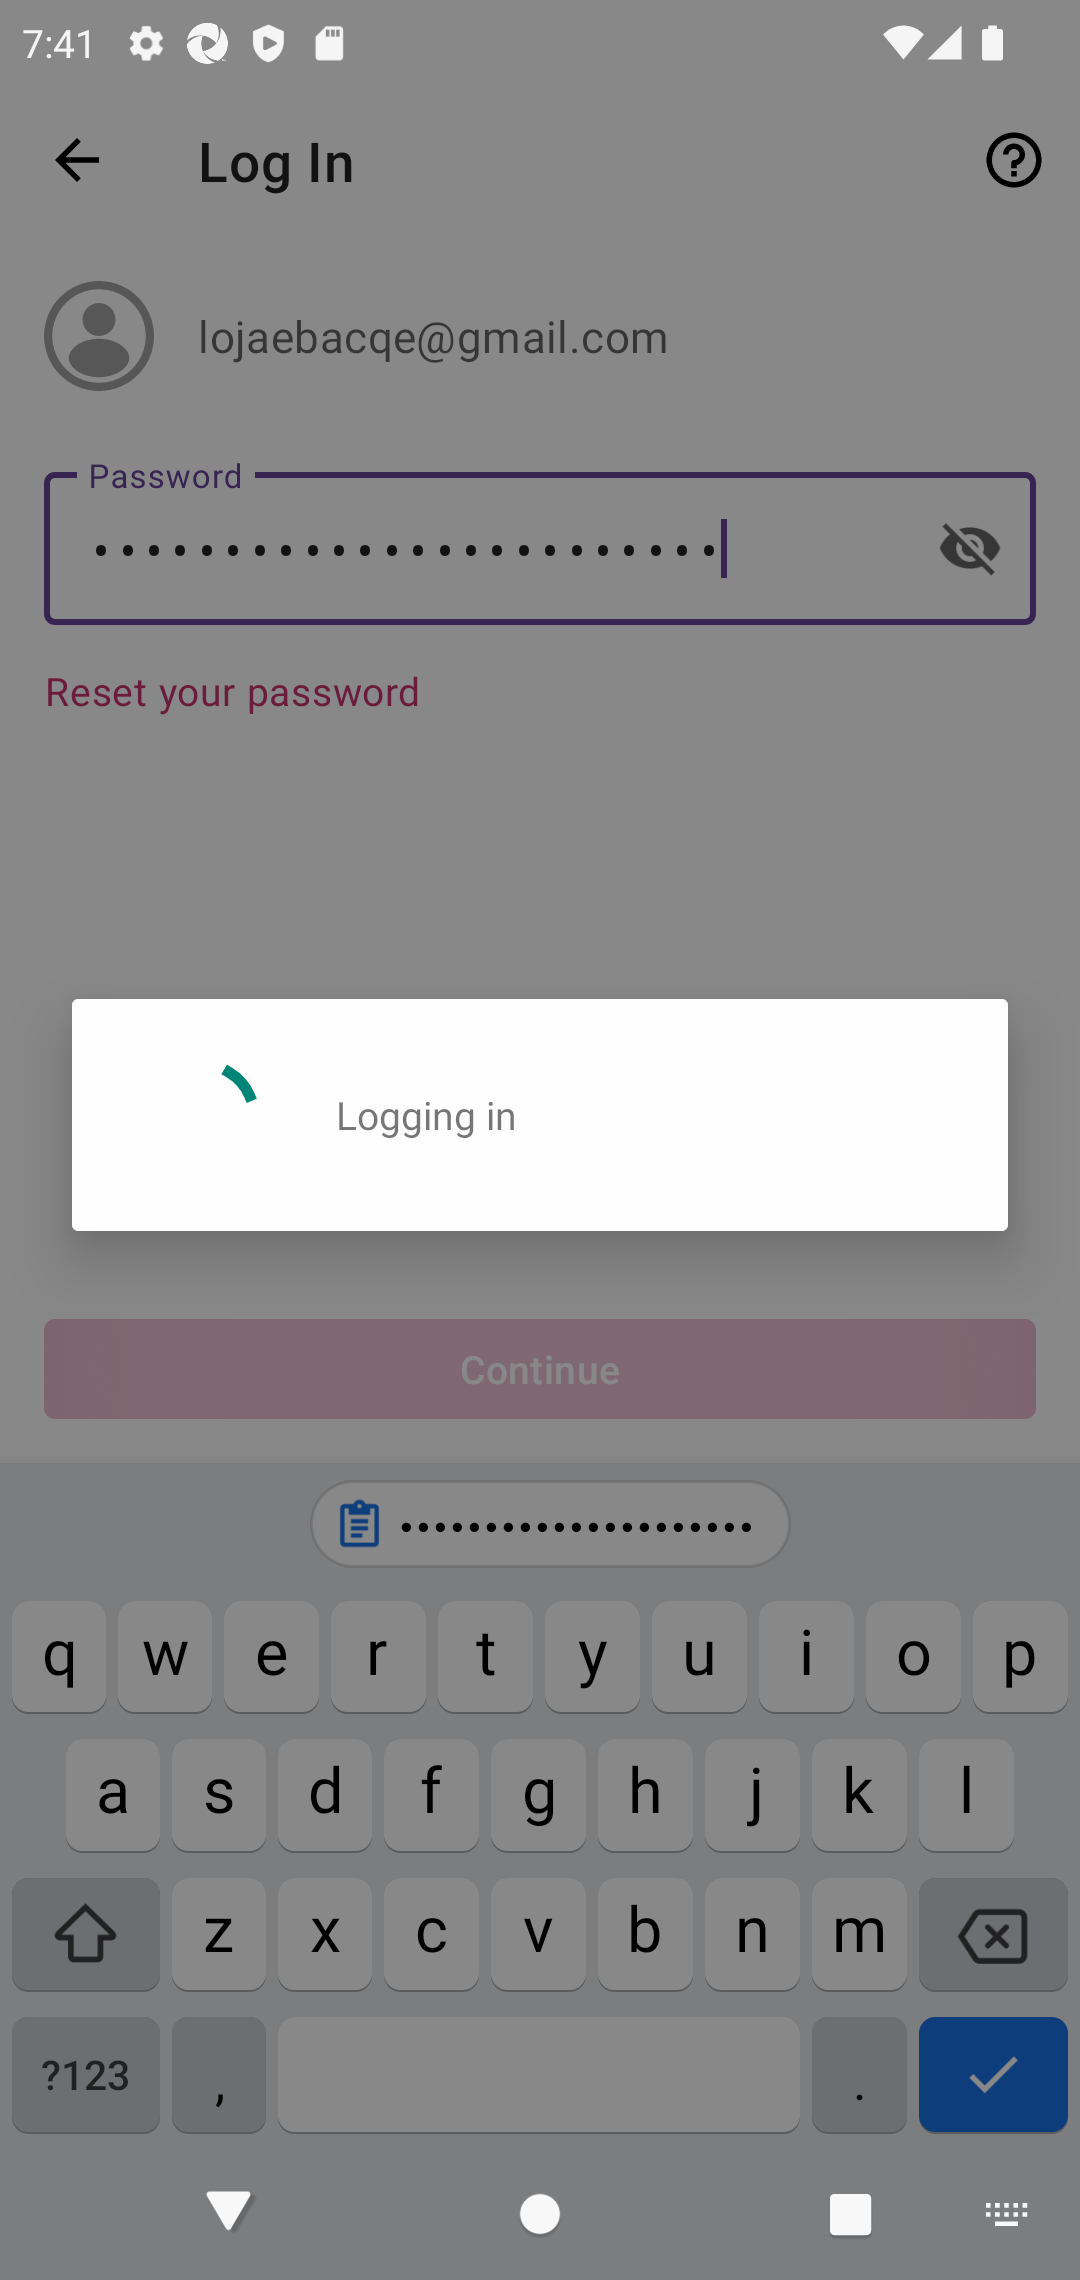 7:41
Log In
lojaebacqe@gmail.com
Password
••••••••••••••••••••••••
Reset your password
Logging in
Continue
•••••••••••••••••••••
q w e r t y u i o p
a s d f g h j k l
z x c v b n m
?123 , .